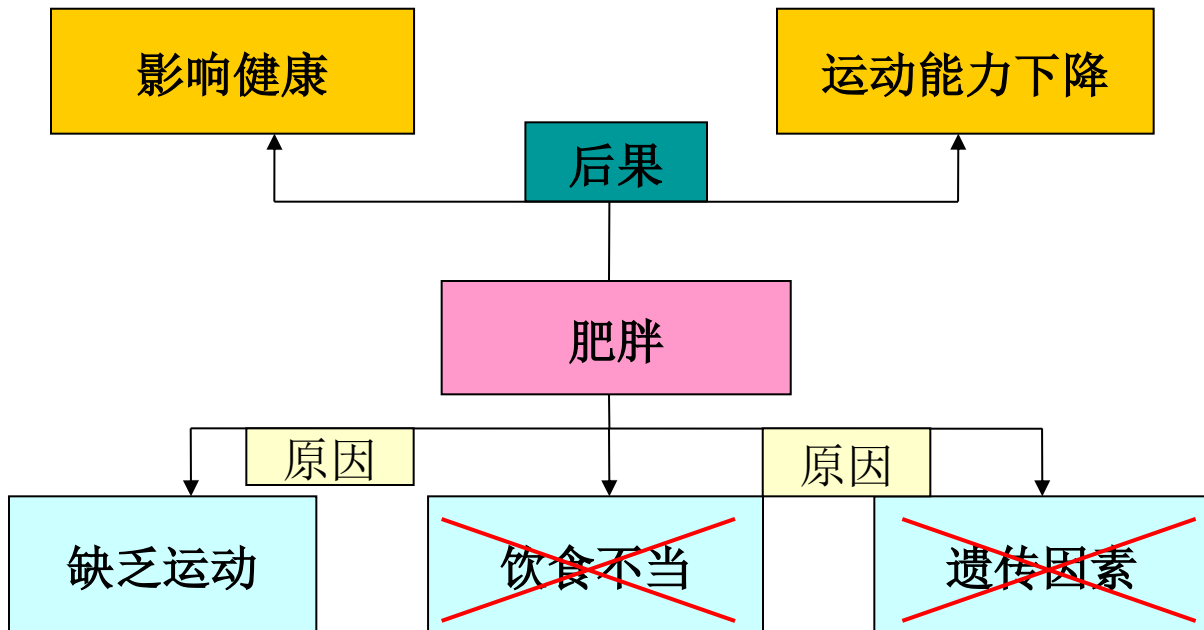 影响健康
运动能力下降
后果
肥胖
原因
原因
缺乏运动
饮食不当
遗传因素